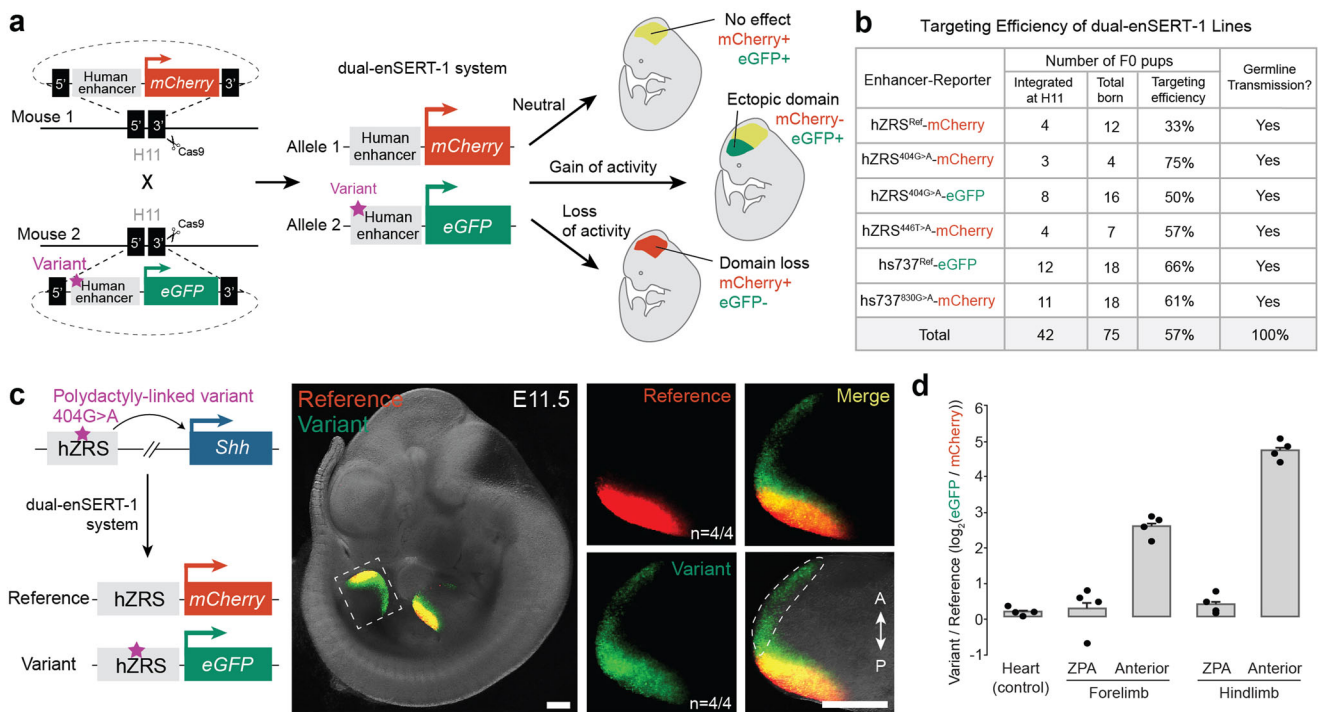 a
5'
Human
enhancer
mCherry
3'
Mouse 1
5'
3'
Cas9
H11
X
H11
Mouse 2
5'
3'
Cas9
Variant
5'
Human
enhancer
eGFP
3'
dual-enSERT-1 system
Allele 1
Human
enhancer
mCherry
Variant
Allele 2
Human
enhancer
eGFP
Neutral
Gain of activity
Loss
of activity
No effect
mCherry+
eGFP+
Ectopic domain
mCherry-
eGFP+
Domain loss
mCherry+
eGFP-
b
Targeting Efficiency of dual-enSERT-1 Lines
Enhancer-Reporter
Number of F0 pups
Germline
Transmission?
Integrated
at H11
Total
born
Targeting
efficiency
hZRSRef-mCherry 4 12 33% Yes
hZRS404G>A-mCherry 3 4 75% Yes
hZRS404G>A-eGFP 8 16 50% Yes
hZRS446T>A-mCherry 4 7 57% Yes
hs737Ref-eGFP 12 18 66% Yes
hs737830G>A-mCherry 11 18 61% Yes
Total 42 75 57% 100%
c
Polydactyly-linked variant
404G>A
hZRS
Shh
dual-enSERT-1
system
Reference
hZRS
mCherry
Variant
hZRS
eGFP
Reference
Variant
E11.5
Reference
n=4/4
Merge
Variant
n=4/4
A
P
d
Variant / Reference (log2(eGFP / mCherry))
6
5
4
3
2
1
0
-1
Heart
(control)
ZPA
Anterior
Forelimb
ZPA
Anterior
Hindlimb